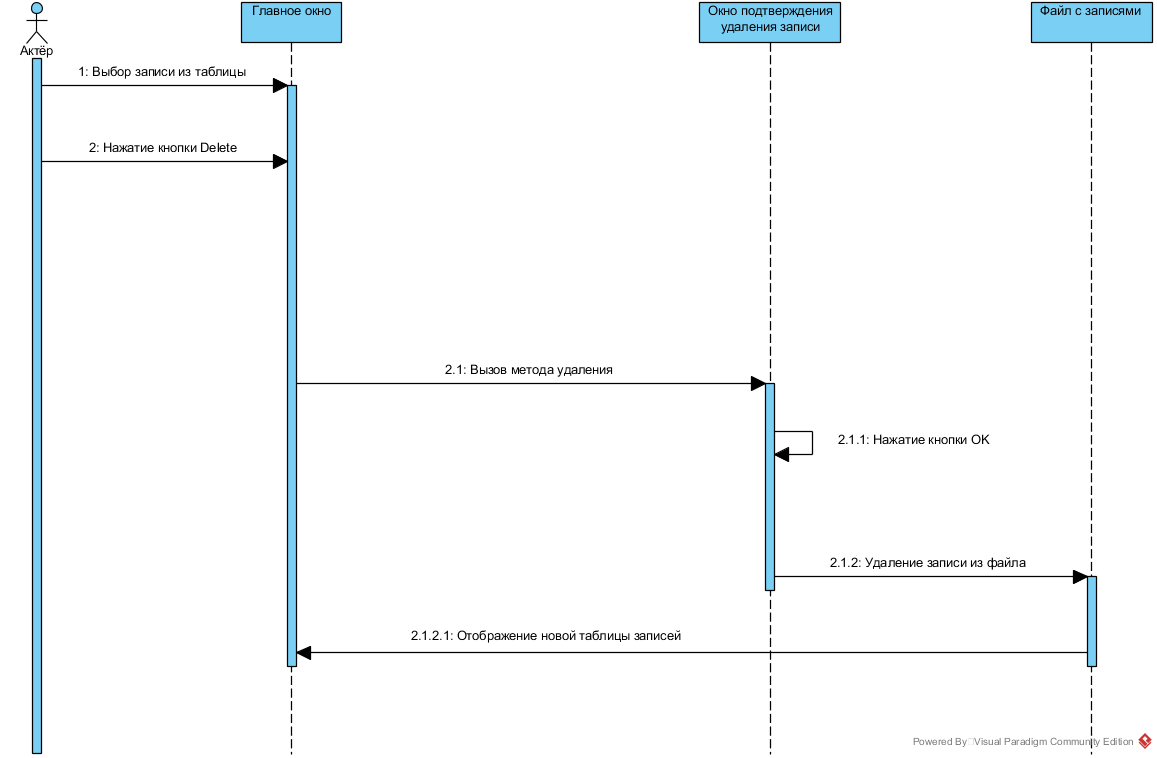 Главное окно
Окно подтверждения
удаления записи
Файл с записями
Актёр
1: Выбор записи из таблицы
2: Нажатие кнопки Delete
2.1: Вызов метода удаления
2.1.1: Нажатие кнопки OK
2.1.2: Удаление записи из файла
2.1.2.1: Отображение новой таблицы записей
Powered By Visual Paradigm Community Edition